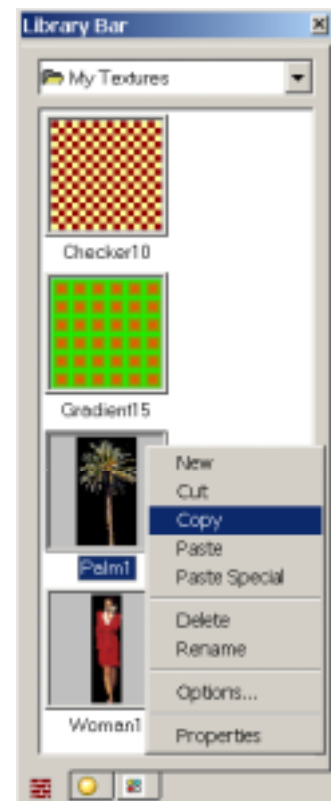 Library Bar
My Textures
Checker10
Gradient15
Palm1
New
Cut
Copy
Paste
Paste Special
Delete
Rename
Options...
Properties
Woman1